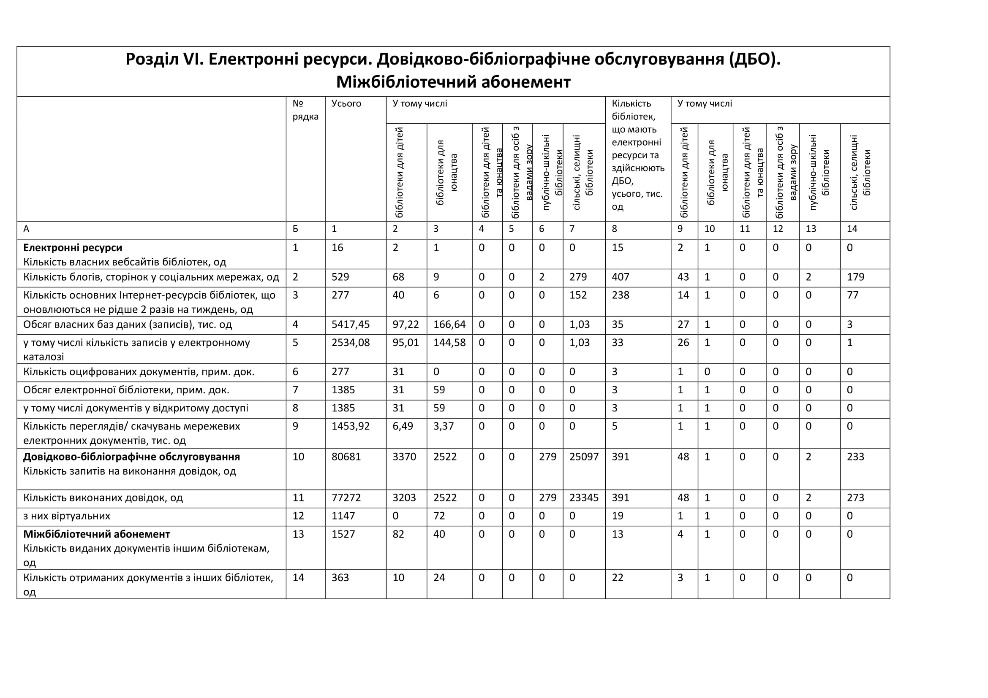 Розділ VI. Електронні ресурси. Довідково-бібліографічне обслуговування (ДБО).
Міжбібліотечний абонемент
№ рядка Усього У тому числі Кількість бібліотек, що мають електронні ресурси та здійснюють ДБО, усього, тис. од У тому числі
бібліотеки для дітей
бібліотеки для юнацтва
бібліотеки для дітей та юнацтва
бібліотеки для осіб з вадами зору
публічно-шкільні бібліотеки
сільські, селищні бібліотеки
бібліотеки для дітей
бібліотеки для юнацтва
бібліотеки для дітей та юнацтва
бібліотеки для осіб з вадами зору
публічно-шкільні бібліотеки
сільські, селищні бібліотеки
А Б 1 2 3 4 5 6 7 8 9 10 11 12 13 14
Електронні ресурси
Кількість власних вебсайтів бібліотек, од 1 16 2 1 0 0 0 0 15 2 1 0 0 0 0
Кількість блогів, сторінок у соціальних мережах, од 2 529 68 9 0 0 2 279 407 43 1 0 0 2 179
Кількість основних Інтернет-ресурсів бібліотек, що
оновлюються не рідше 2 разів на тиждень, од 3 277 40 6 0 0 0 152 238 14 1 0 0 0 77
Обсяг власних баз даних (записів), тис. од 4 5417,45 97,22 166,64 0 0 0 1,03 35 27 1 0 0 0 3
у тому числі кількість записів у електронному
каталозі 5 2534,08 95,01 144,58 0 0 0 1,03 33 26 1 0 0 0 1
Кількість оцифрованих документів, прим. док. 6 277 31 0 0 0 0 0 3 1 0 0 0 0 0
Обсяг електронної бібліотеки, прим. док. 7 1385 31 59 0 0 0 0 3 1 1 0 0 0 0
у тому числі документів у відкритому доступі 8 1385 31 59 0 0 0 0 3 1 1 0 0 0 0
Кількість переглядів/ скачувань мережевих
електронних документів, тис. од 9 1453,92 6,49 3,37 0 0 0 0 5 1 1 0 0 0 0
Довідково-бібліографічне обслуговування
Кількість запитів на виконання довідок, од 10 80681 3370 2522 0 0 279 25097 391 48 1 0 0 2 233
Кількість виконаних довідок, од 11 77272 3203 2522 0 0 279 23345 391 48 1 0 0 2 273
з них віртуальних 12 1147 0 72 0 0 0 0 19 1 1 0 0 0 0
Міжбібліотечний абонемент
Кількість виданих документів іншим бібліотекам,
од 13 1527 82 40 0 0 0 0 13 4 1 0 0 0 0
Кількість отриманих документів з інших бібліотек,
од 14 363 10 24 0 0 0 0 22 3 1 0 0 0 0